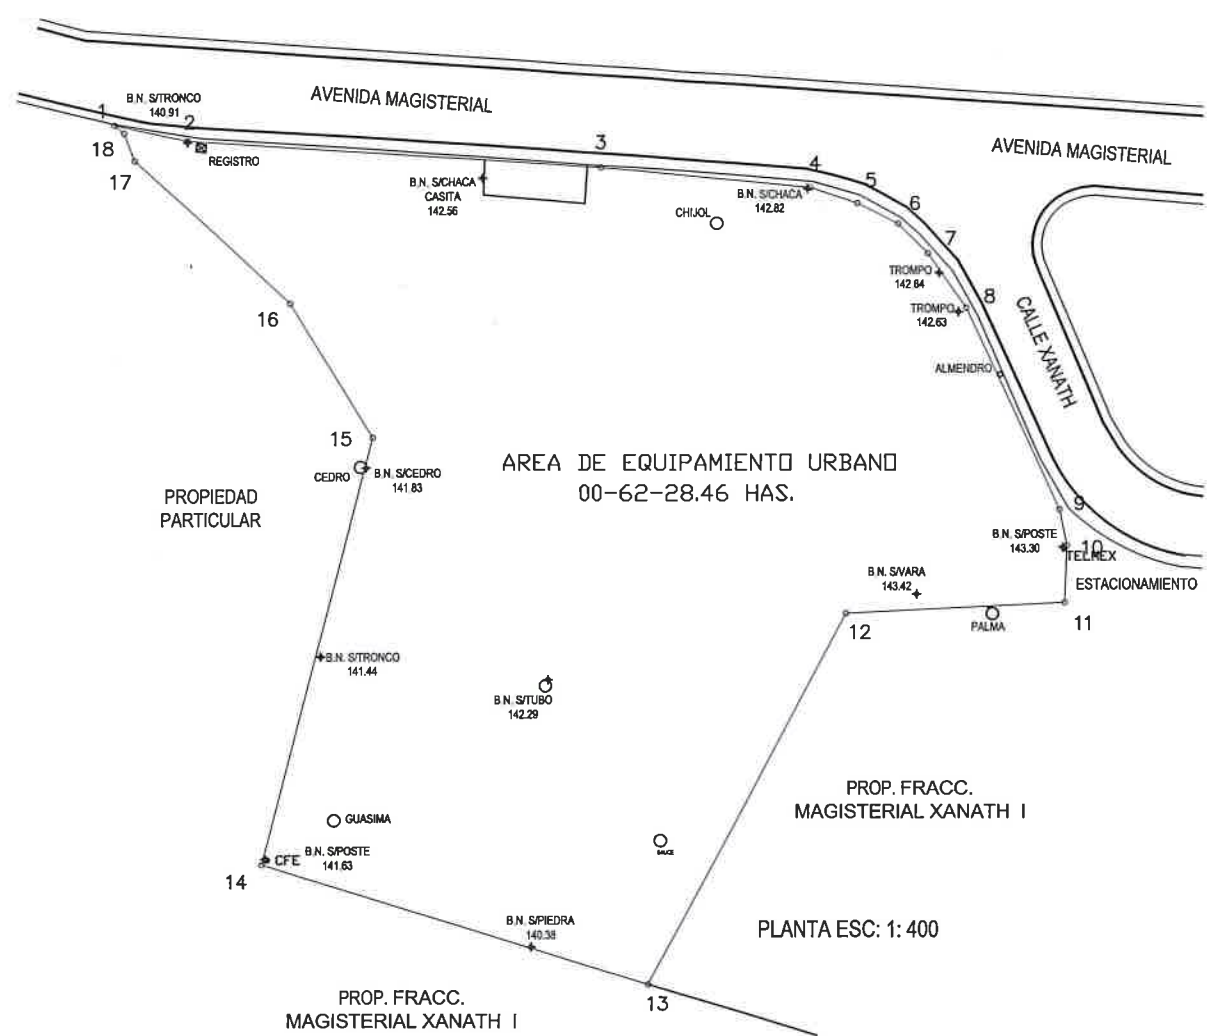 AVENIDA MAGISTERIAL
B.N. S/TRONCO
140.91
1
2
REGISTRO
18
17
3
B.N. S/CHACA
CASITA
142.56
CHIJOL
B.N. S/CHACA
142.82
4
5
6
7
8
AVENIDA MAGISTERIAL
TROMPO
142.64
TROMPO
142.63
ALMENDRO
CALLE XANATH
16
15
CEDRO
B.N. S/CEDRO
141.83
AREA DE EQUIPAMIENTO URBANO
00-62-28.46 HAS.
PROPIEDAD
PARTICULAR
9
B.N. S/POSTE
143.30
10
TELMEX
ESTACIONAMIENTO
B.N. S/VARA
143.42
11
12
PALMA
B.N. S/TRONCO
141.44
B.N. S/TUBO
142.29
PROP. FRACC.
MAGISTERIAL XANATH I
GUASIMA
SAUCE
CFE
B.N. S/POSTE
141.63
14
B.N. S/PIEDRA
140.38
PLANTA ESC: 1: 400
13
PROP. FRACC.
MAGISTERIAL XANATH I